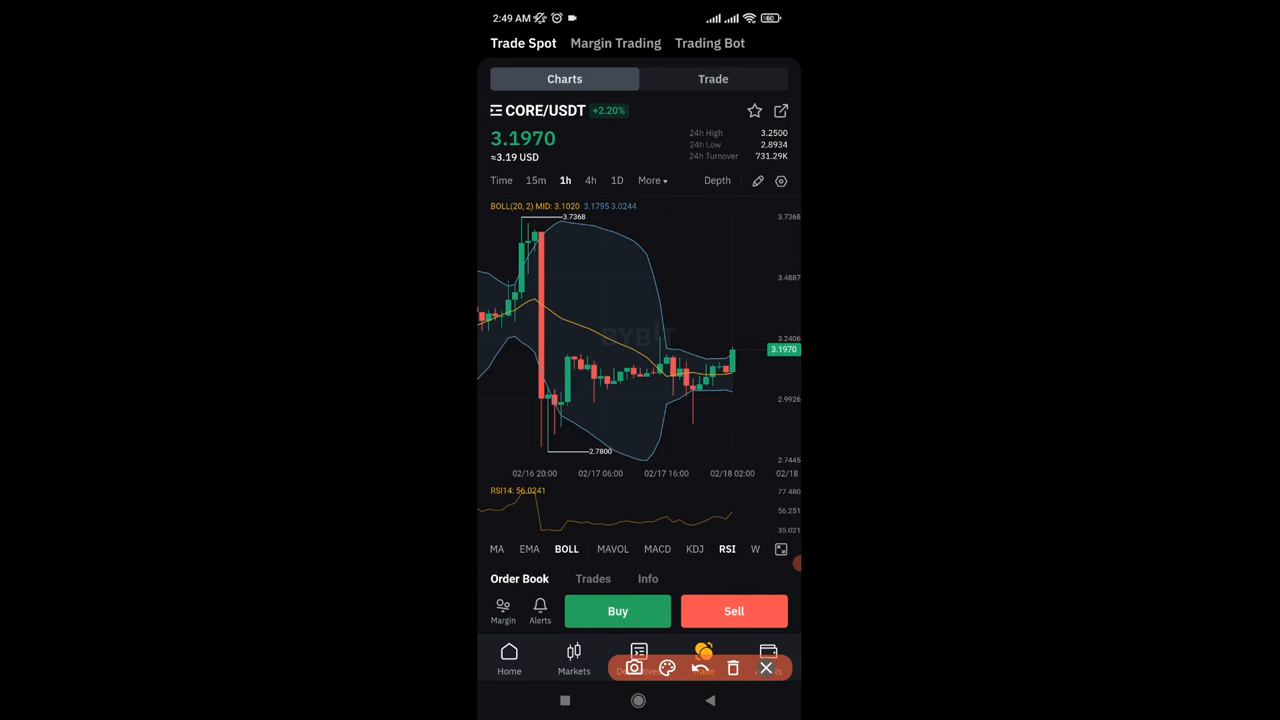 2:49 AM 60
Trade Spot Margin Trading Trading Bot
Charts Trade
CORE/USDT +2.20%
3.1970
≈3.19 USD
24h High 3.2500
24h Low 2.8934
24h Turnover 731.29K
Time 15m 1h 4h 1D More Depth
BOLL(20, 2) MID: 3.1020 3.1795 3.0244
3.7368 3.7368
3.4887
BYBIT
3.2406
3.1970
2.9926
2.7800
2.7445
02/16 20:00 02/17 06:00 02/17 16:00 02/18 02:00 02/18
RSI14: 56.0241 77.480
56.251
35.021
MA EMA BOLL MAVOL MACD KDJ RSI W
Order Book Trades Info
Margin Alerts Buy Sell
Home Markets